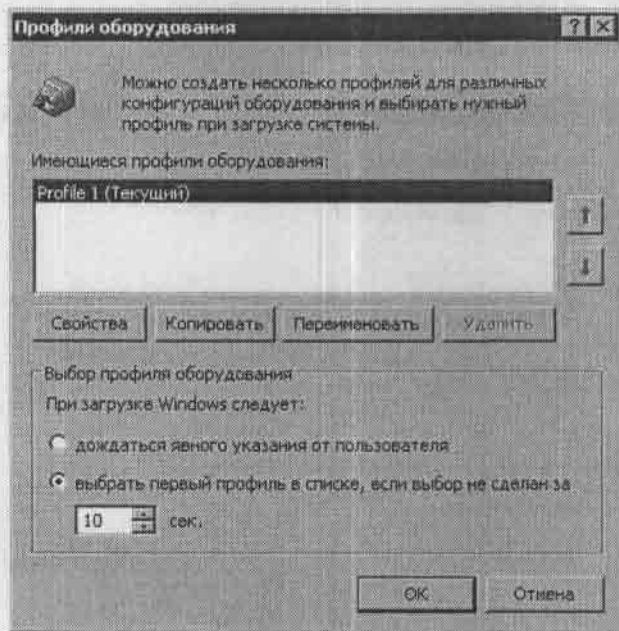 Профили оборудования
Можно создать несколько профилей для различных
конфигураций оборудования и выбирать нужный
профиль при загрузке системы.
Имеющиеся профили оборудования:
Profile 1 (Текущий)
Свойства
Копировать
Переименовать
Удалить
Выбор профиля оборудования
При загрузке Windows следует:
дождаться явного указания от пользователя
выбрать первый профиль в списке, если выбор не сделан за
10 сек.
ОК
Отмена